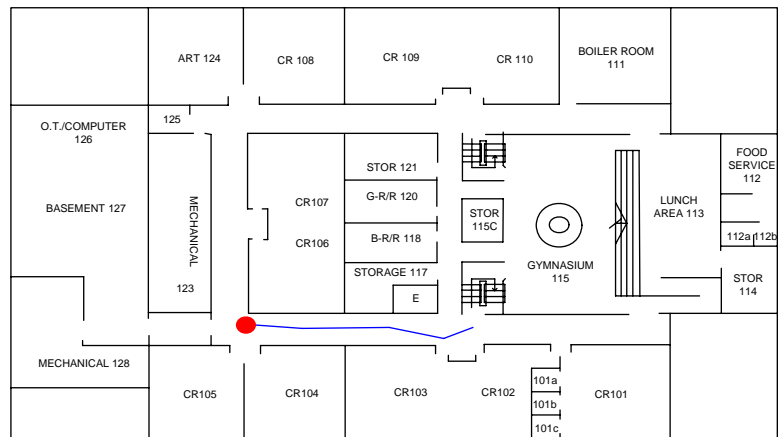 ART 124
CR 108
CR 109
CR 110
BOILER ROOM
111
O.T./COMPUTER
126
125
FOOD
SERVICE
112
STOR 121
BASEMENT 127
MECHANICAL
123
CR107
G-R/R 120
STOR
115C
LUNCH
AREA 113
CR106
B-R/R 118
112a
112b
STORAGE 117
GYMNASIUM
115
STOR
114
E
MECHANICAL 128
CR105
CR104
CR103
CR102
101a
101b
101c
CR101